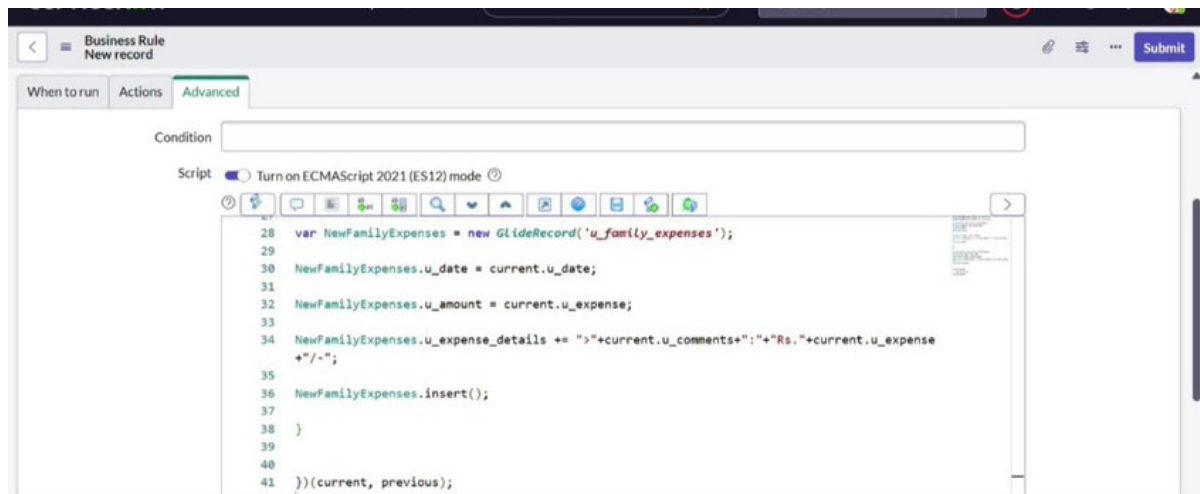 Business Rule
New record
Submit
When to run
Actions
Advanced
Condition
Script
Turn on ECMAScript 2021 (ES12) mode
28 var NewFamilyExpenses = new GlideRecord('u_family_expenses');
29
30 NewFamilyExpenses.u_date = current.u_date;
31
32 NewFamilyExpenses.u_amount = current.u_expense;
33
34 NewFamilyExpenses.u_expense_details += ">"+current.u_comments+":"+"Rs."+current.u_expense
+"/-";
35
36 NewFamilyExpenses.insert();
37
38 }
39
40
41 })(current, previous);